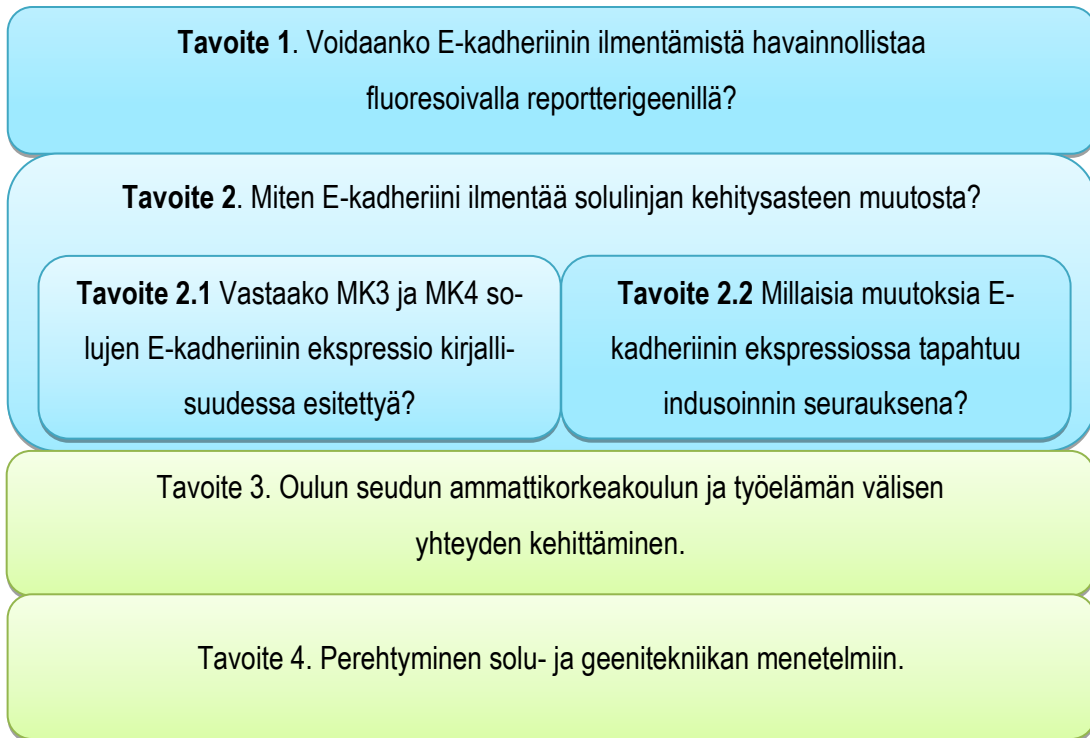 Tavoite 1. Voidaanko E-kadheriinin ilmentämistä havainnollistaa
fluoresoivalla reportterigeenillä?
Tavoite 2. Miten E-kadheriini ilmentää solulinjan kehitysasteen muutosta?
Tavoite 2.1 Vastaako MK3 ja MK4 so-
lujen E-kadheriinin ekspressio kirjalli-
suudessa esitettyä?
Tavoite 2.2 Millaisia muutoksia E-
kadheriinin ekspressiossa tapahtuu
indusoinnin seurauksena?
Tavoite 3. Oulun seudun ammattikorkeakoulun ja työelämän välisen
yhteyden kehittäminen.
Tavoite 4. Perehtyminen solu- ja geenitekniikan menetelmiin.